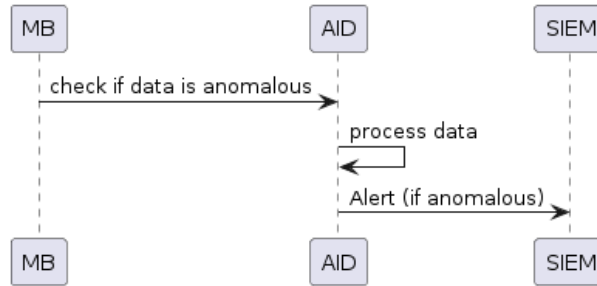 MB AID SIEM
check if data is anomalous
process data
Alert (if anomalous)
MB AID SIEM